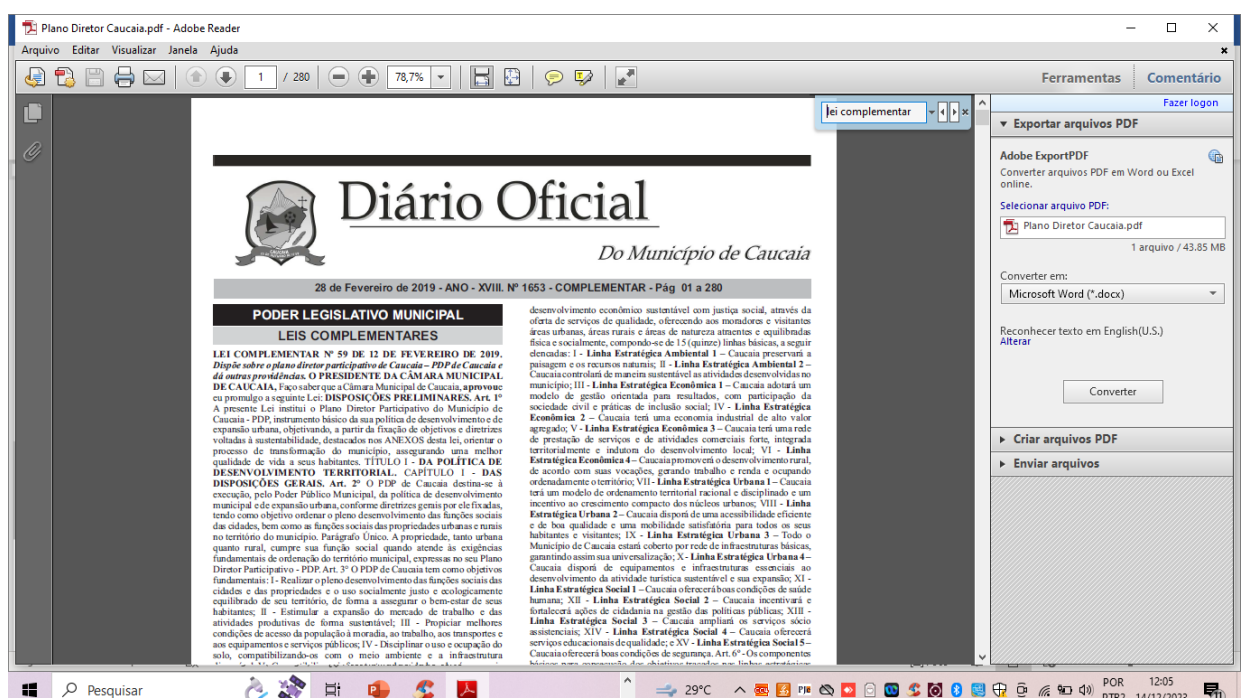 Plano Diretor Caucaia.pdf - Adobe Reader
Arquivo Editar Visualizar Janela Ajuda
1 / 280 78,7% Ferramentas Comentário
lei complementar
Fazer logon
Exportar arquivos PDF
Adobe ExportPDF
Converter arquivos PDF em Word ou Excel
online.
Selecionar arquivo PDF:
Plano Diretor Caucaia.pdf
1 arquivo / 43.85 MB
Converter em:
Microsoft Word (*.docx)
Reconhecer texto em English(U.S.)
Alterar
Converter
Criar arquivos PDF
Enviar arquivos
Diário Oficial
Do Município de Caucaia
28 de Fevereiro de 2019 - ANO - XVIII. Nº 1653 - COMPLEMENTAR - Pág 01 a 280
PODER LEGISLATIVO MUNICIPAL
LEIS COMPLEMENTARES
LEI COMPLEMENTAR Nº 59 DE 12 DE FEVEREIRO DE 2019.
Dispõe sobre o plano diretor participativo de Caucaia – PDP de Caucaia e
dá outras providências. O PRESIDENTE DA CÂMARA MUNICIPAL
DE CAUCAIA, Faço saber que a Câmara Municipal de Caucaia, aprovou e
eu promulgo a seguinte Lei: DISPOSIÇÕES PRELIMINARES. Art. 1º
A presente Lei institui o Plano Diretor Participativo do Município de
Caucaia - PDP, instrumento básico da sua política de desenvolvimento e de
expansão urbana, objetivando, a partir da fixação de objetivos e diretrizes
voltadas à sustentabilidade, destacados nos ANEXOS desta lei, orientar o
processo de transformação do município, assegurando uma melhor
qualidade de vida a seus habitantes. TÍTULO I - DA POLÍTICA DE
DESENVOLVIMENTO TERRITORIAL. CAPÍTULO I - DAS
DISPOSIÇÕES GERAIS. Art. 2º O PDP de Caucaia destina-se à
execução, pelo Poder Público Municipal, da política de desenvolvimento
municipal e de expansão urbana, conforme diretrizes gerais por ele fixadas,
tendo como objetivo ordenar o pleno desenvolvimento das funções sociais
das cidades, bem como as funções sociais das propriedades urbanas e rurais
no território do município. Parágrafo Único. A propriedade, tanto urbana
quanto rural, cumpre sua função social quando atende às exigências
fundamentais de ordenação do território municipal, expressas no seu Plano
Diretor Participativo - PDP. Art. 3º O PDP de Caucaia tem como objetivos
fundamentais: I - Realizar o pleno desenvolvimento das funções sociais das
cidades e das propriedades e o uso socialmente justo e ecologicamente
equilibrado de seu território, de forma a assegurar o bem-estar de seus
habitantes; II - Estimular a expansão do mercado de trabalho e das
atividades produtivas de forma sustentável; III - Propiciar melhores
condições de acesso da população à moradia, ao trabalho, aos transportes e
aos equipamentos e serviços públicos; IV - Disciplinar o uso e ocupação do
solo, compatibilizando-os com o meio ambiente e a infraestrutura
desenvolvimento econômico sustentável com justiça social, através da
oferta de serviços de qualidade, oferecendo aos moradores e visitantes
áreas urbanas, áreas rurais e áreas de natureza atraentes e equilibradas
física e socialmente, compondo-se de 15 (quinze) linhas básicas, a seguir
elencadas: I - Linha Estratégica Ambiental 1 – Caucaia preservará a
paisagem e os recursos naturais; II - Linha Estratégica Ambiental 2 –
Caucaia controlará de maneira sustentável as atividades desenvolvidas no
município; III - Linha Estratégica Econômica 1 – Caucaia adotará um
modelo de gestão orientada para resultados, com participação da
sociedade civil e práticas de inclusão social; IV - Linha Estratégica
Econômica 2 – Caucaia terá uma economia industrial de alto valor
agregado; V - Linha Estratégica Econômica 3 – Caucaia terá uma rede
de prestação de serviços e de atividades comerciais forte, integrada
territorialmente e indutora do desenvolvimento local; VI - Linha
Estratégica Econômica 4 – Caucaia promoverá o desenvolvimento rural,
de acordo com suas vocações, gerando trabalho e renda e ocupando
ordenadamente o território; VII - Linha Estratégica Urbana 1 – Caucaia
terá um modelo de ordenamento territorial racional e disciplinado e um
incentivo ao crescimento compacto dos núcleos urbanos; VIII - Linha
Estratégica Urbana 2 – Caucaia disporá de uma acessibilidade eficiente
e de boa qualidade e uma mobilidade satisfatória para todos os seus
habitantes e visitantes; IX - Linha Estratégica Urbana 3 – Todo o
Município de Caucaia estará coberto por rede de infraestruturas básicas,
garantindo assim sua universalização; X - Linha Estratégica Urbana 4 –
Caucaia disporá de equipamentos e infraestruturas essenciais ao
desenvolvimento da atividade turística sustentável e sua expansão; XI -
Linha Estratégica Social 1 – Caucaia oferecerá boas condições de saúde
humana; XII - Linha Estratégica Social 2 – Caucaia incentivará e
fortalecerá ações de cidadania na gestão das políticas públicas; XIII -
Linha Estratégica Social 3 – Caucaia ampliará os serviços sócio
assistenciais; XIV - Linha Estratégica Social 4 – Caucaia oferecerá
serviços educacionais de qualidade; e XV - Linha Estratégica Social 5 –
Caucaia oferecerá boas condições de segurança. Art. 6º - Os componentes
Pesquisar
29°C
POR
PTB2
12:05
14/12/2023